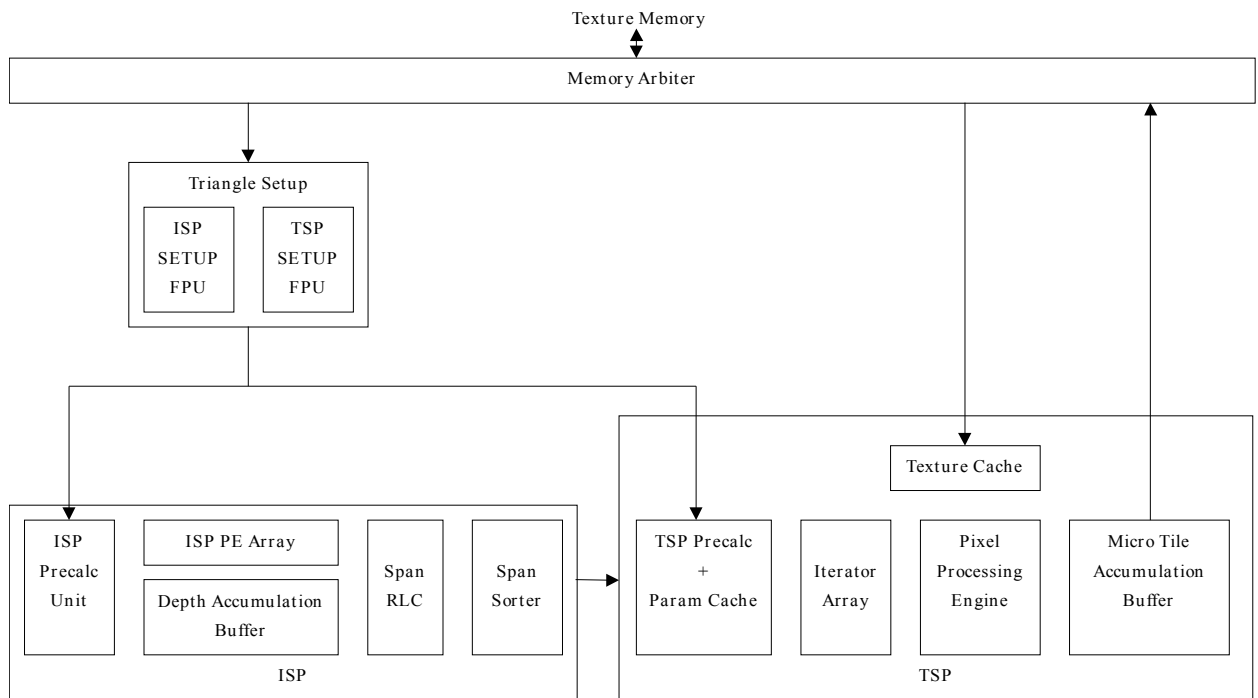 Texture Memory
Memory Arbiter
Triangle Setup
ISP
SETUP
FPU
TSP
SETUP
FPU
Texture Cache
ISP
Precalc
Unit
ISP PE Array
Depth Accumulation
Buffer
Span
RLC
Span
Sorter
ISP
TSP Precalc
+
Param Cache
Iterator
Array
Pixel
Processing
Engine
Micro Tile
Accumulation
Buffer
TSP